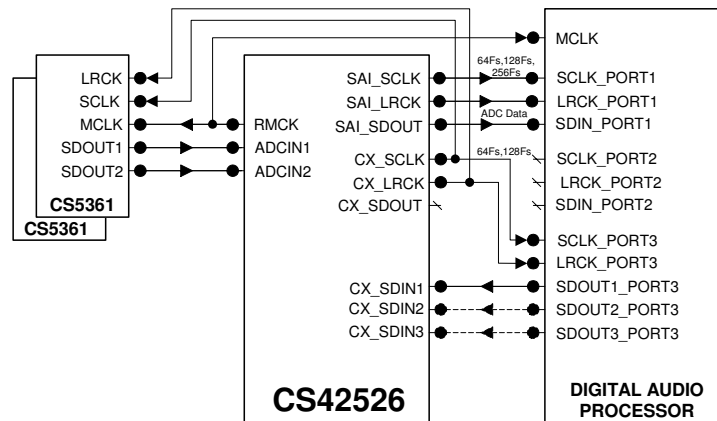 LRCK
SCLK
MCLK
SDOUT1
SDOUT2
CS5361
CS5361
RMCK
ADCIN1
ADCIN2
SAI_SCLK
SAI_LRCK
SAI_SDOUT
CX_SCLK
CX_LRCK
CX_SDOUT
CX_SDIN1
CX_SDIN2
CX_SDIN3
CS42526
64Fs,128Fs,
256Fs
ADC Data
64Fs,128Fs
MCLK
SCLK_PORT1
LRCK_PORT1
SDIN_PORT1
SCLK_PORT2
LRCK_PORT2
SDIN_PORT2
SCLK_PORT3
LRCK_PORT3
SDOUT1_PORT3
SDOUT2_PORT3
SDOUT3_PORT3
DIGITAL AUDIO
PROCESSOR